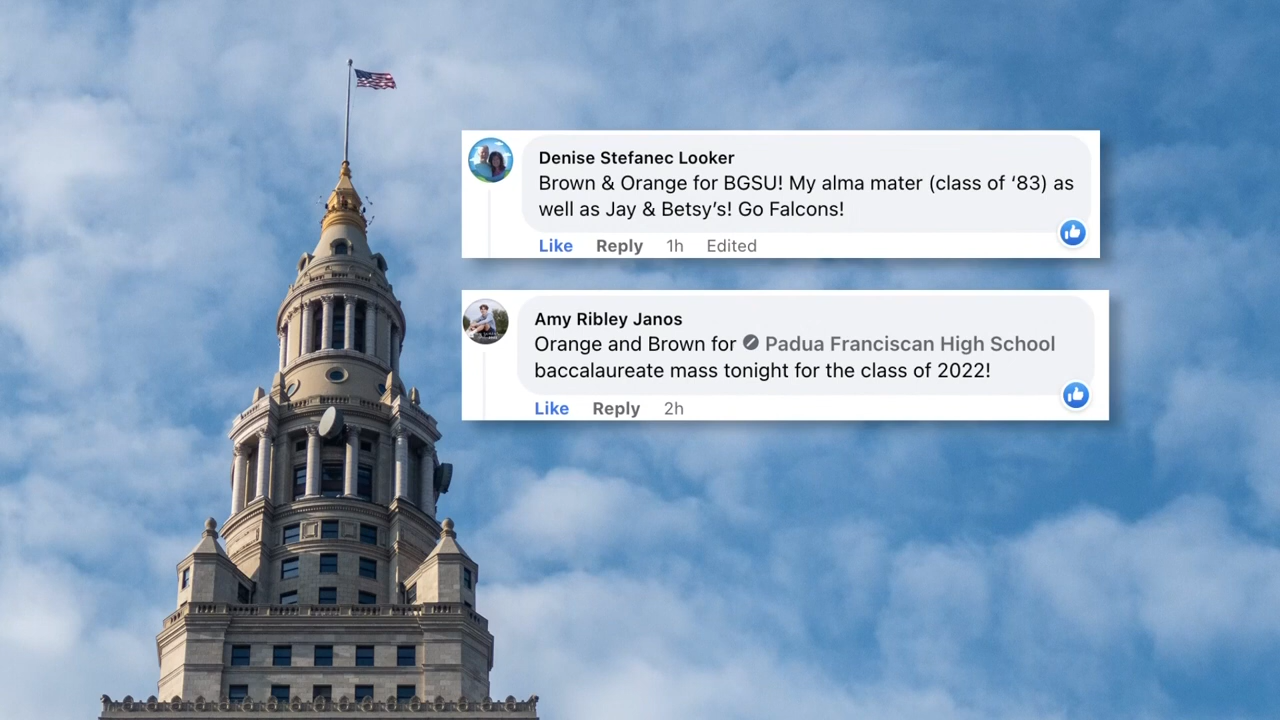 Denise Stefanec Looker
Brown & Orange for BGSU! My alma mater (class of ‘83) as
well as Jay & Betsy’s! Go Falcons!
Like Reply 1h Edited
Amy Ribley Janos
Orange and Brown for Padua Franciscan High School
baccalaureate mass tonight for the class of 2022!
Like Reply 2h